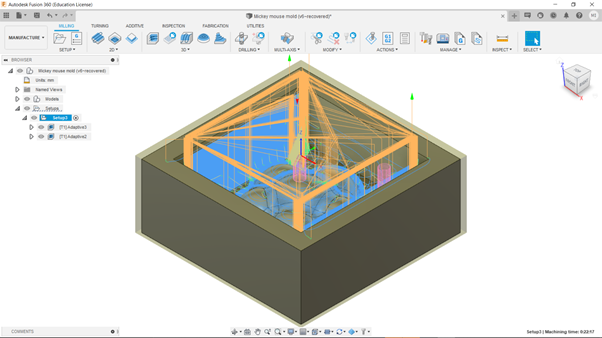 Autodesk Fusion 360 (Education License)
Mickey mouse mold (v6~recovered)*
MILLING TURNING ADDITIVE INSPECTION FABRICATION UTILITIES
MANUFACTURE
SETUP 2D 3D DRILLING MULTI-AXIS MODIFY ACTIONS MANAGE INSPECT SELECT
BROWSER
Mickey mouse mold (v6~recovered)
Units: mm
Named Views
Models
Setups
Setup3
[T1] Adaptive3
[T1] Adaptive2
Z
X
COMMENTS
Setup3 | Machining time: 0:22:17